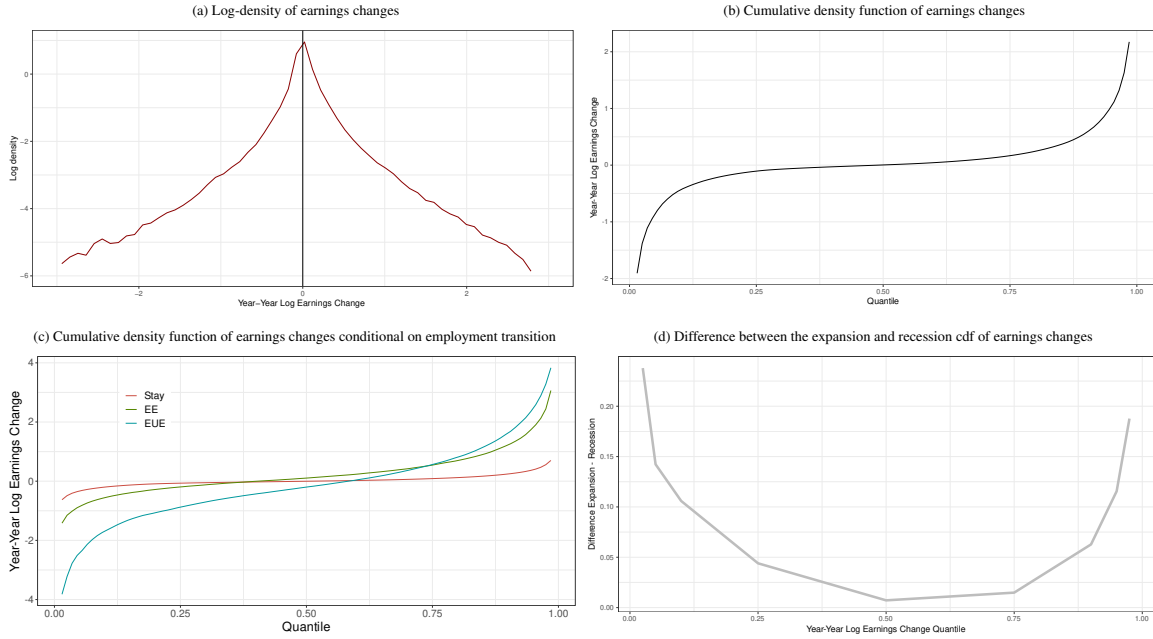 (a) Log-density of earnings changes
0
−2
−4
−6
Log density
−2
0
2
Year−Year Log Earnings Change
(b) Cumulative density function of earnings changes
2
1
0
-1
-2
Year-Year Log Earnings Change
0.00
0.25
0.50
0.75
1.00
Quantile
(c) Cumulative density function of earnings changes conditional on employment transition
4
2
0
-2
-4
Year-Year Log Earnings Change
Stay
EE
EUE
0.00
0.25
0.50
0.75
1.00
Quantile
(d) Difference between the expansion and recession cdf of earnings changes
0.20
0.15
0.10
0.05
0.00
Difference Expansion - Recession
0.00
0.25
0.50
0.75
1.00
Year-Year Log Earnings Change Quantile